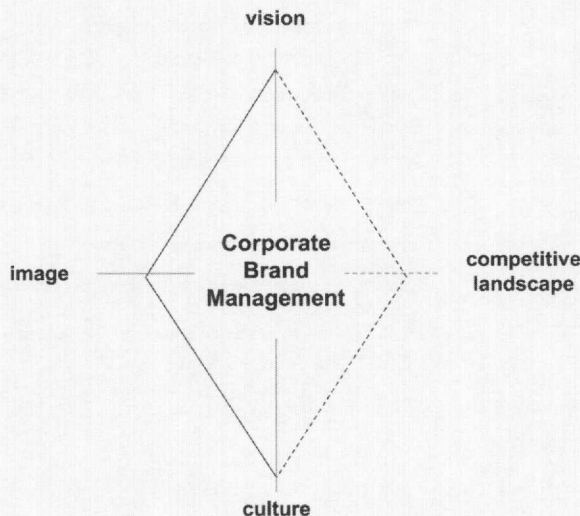 vision
Corporate
Brand
Management
image
competitive
landscape
culture